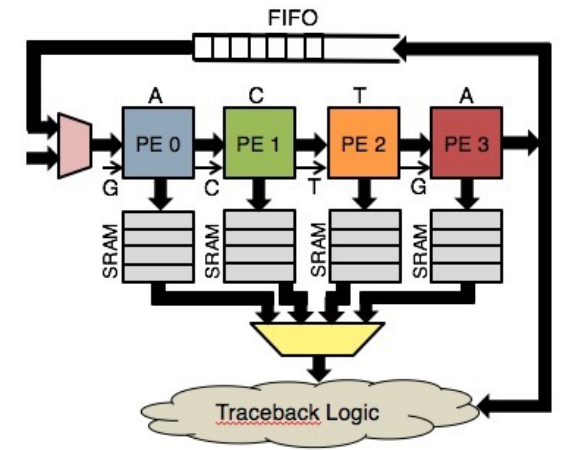 FIFO
A C T A
PE 0 PE 1 PE 2 PE 3
G C T G
SRAM SRAM SRAM SRAM
Traceback Logic